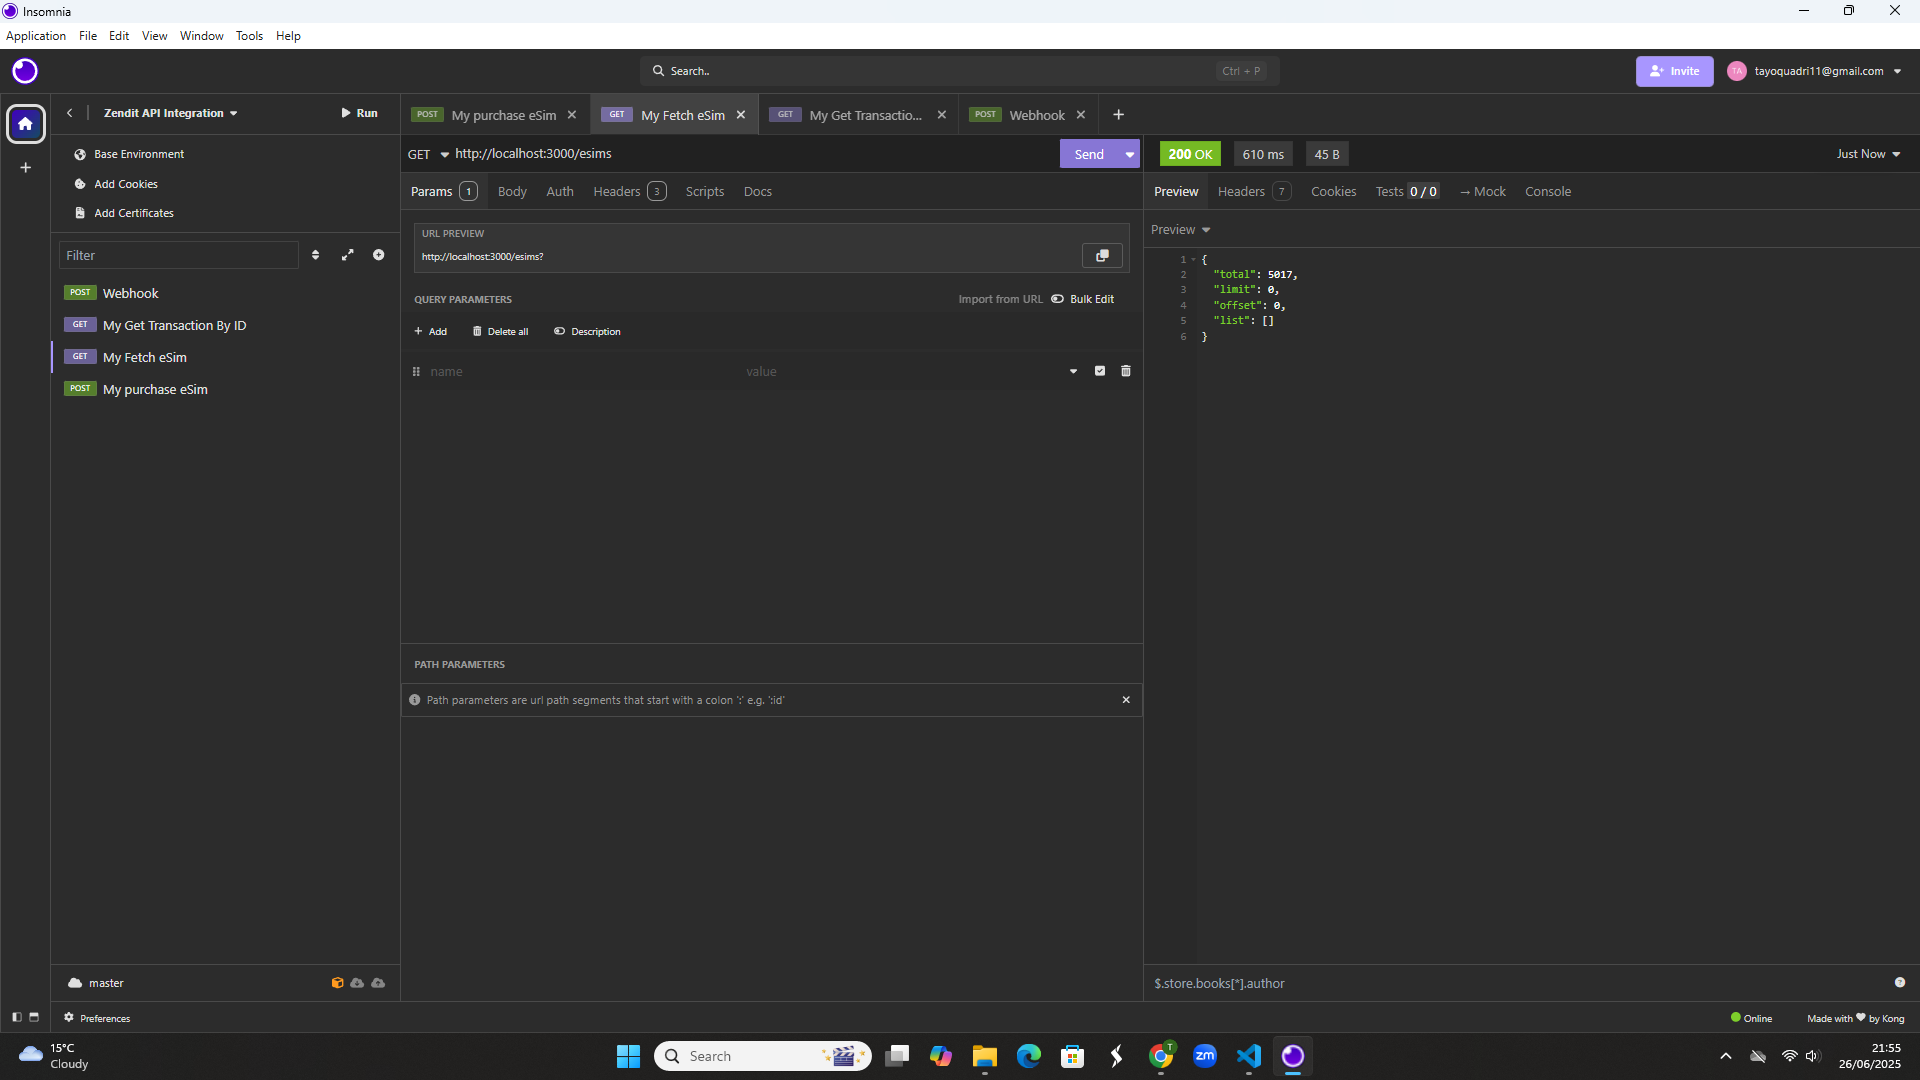 Insomnia
Application File Edit View Window Tools Help
Search.. Ctrl + P
Invite
TA tayoquadri11@gmail.com
Zendit API Integration
Run
POST My purchase eSim
GET My Fetch eSim
GET My Get Transactio...
POST Webhook
Base Environment
Add Cookies
Add Certificates
Filter
POST Webhook
GET My Get Transaction By ID
GET My Fetch eSim
POST My purchase eSim
GET http://localhost:3000/esims
Send
Params 1 Body Auth Headers 3 Scripts Docs
URL PREVIEW
http://localhost:3000/esims?
QUERY PARAMETERS
Import from URL Bulk Edit
Add Delete all Description
name value
PATH PARAMETERS
Path parameters are url path segments that start with a colon ':' e.g. ':id'
200 OK 610 ms 45 B Just Now
Preview Headers 7 Cookies Tests 0 / 0 → Mock Console
Preview
1 {
2 "total": 5017,
3 "limit": 0,
4 "offset": 0,
5 "list": []
6 }
$.store.books[*].author
master
Preferences
Online
Made with ❤ by Kong
15°C
Cloudy
Search
T
zm
21:55
26/06/2025